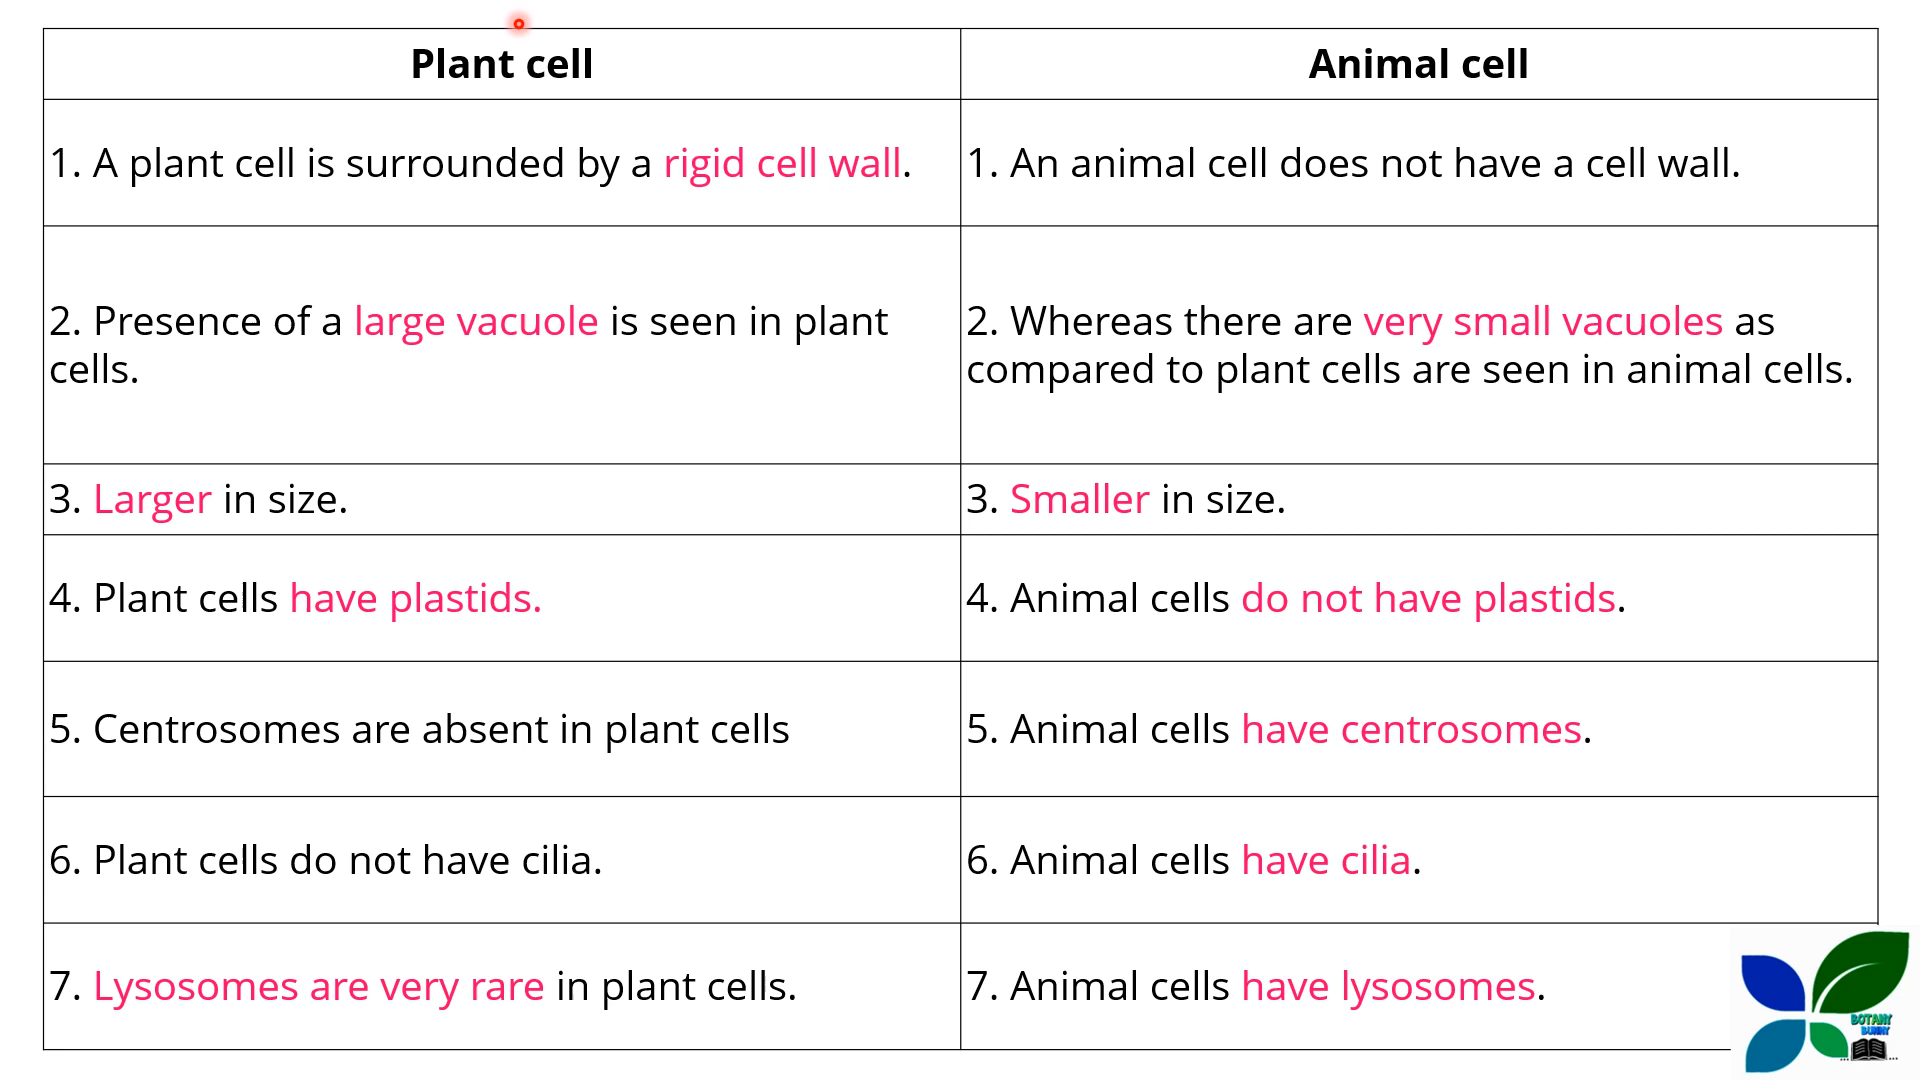 Plant cell
Animal cell
1. A plant cell is surrounded by a rigid cell wall.
1. An animal cell does not have a cell wall.
2. Presence of a large vacuole is seen in plant
cells.
2. Whereas there are very small vacuoles as
compared to plant cells are seen in animal cells.
3. Larger in size.
3. Smaller in size.
4. Plant cells have plastids.
4. Animal cells do not have plastids.
5. Centrosomes are absent in plant cells
5. Animal cells have centrosomes.
6. Plant cells do not have cilia.
6. Animal cells have cilia.
7. Lysosomes are very rare in plant cells.
7. Animal cells have lysosomes.
BOTANY
BUNNY